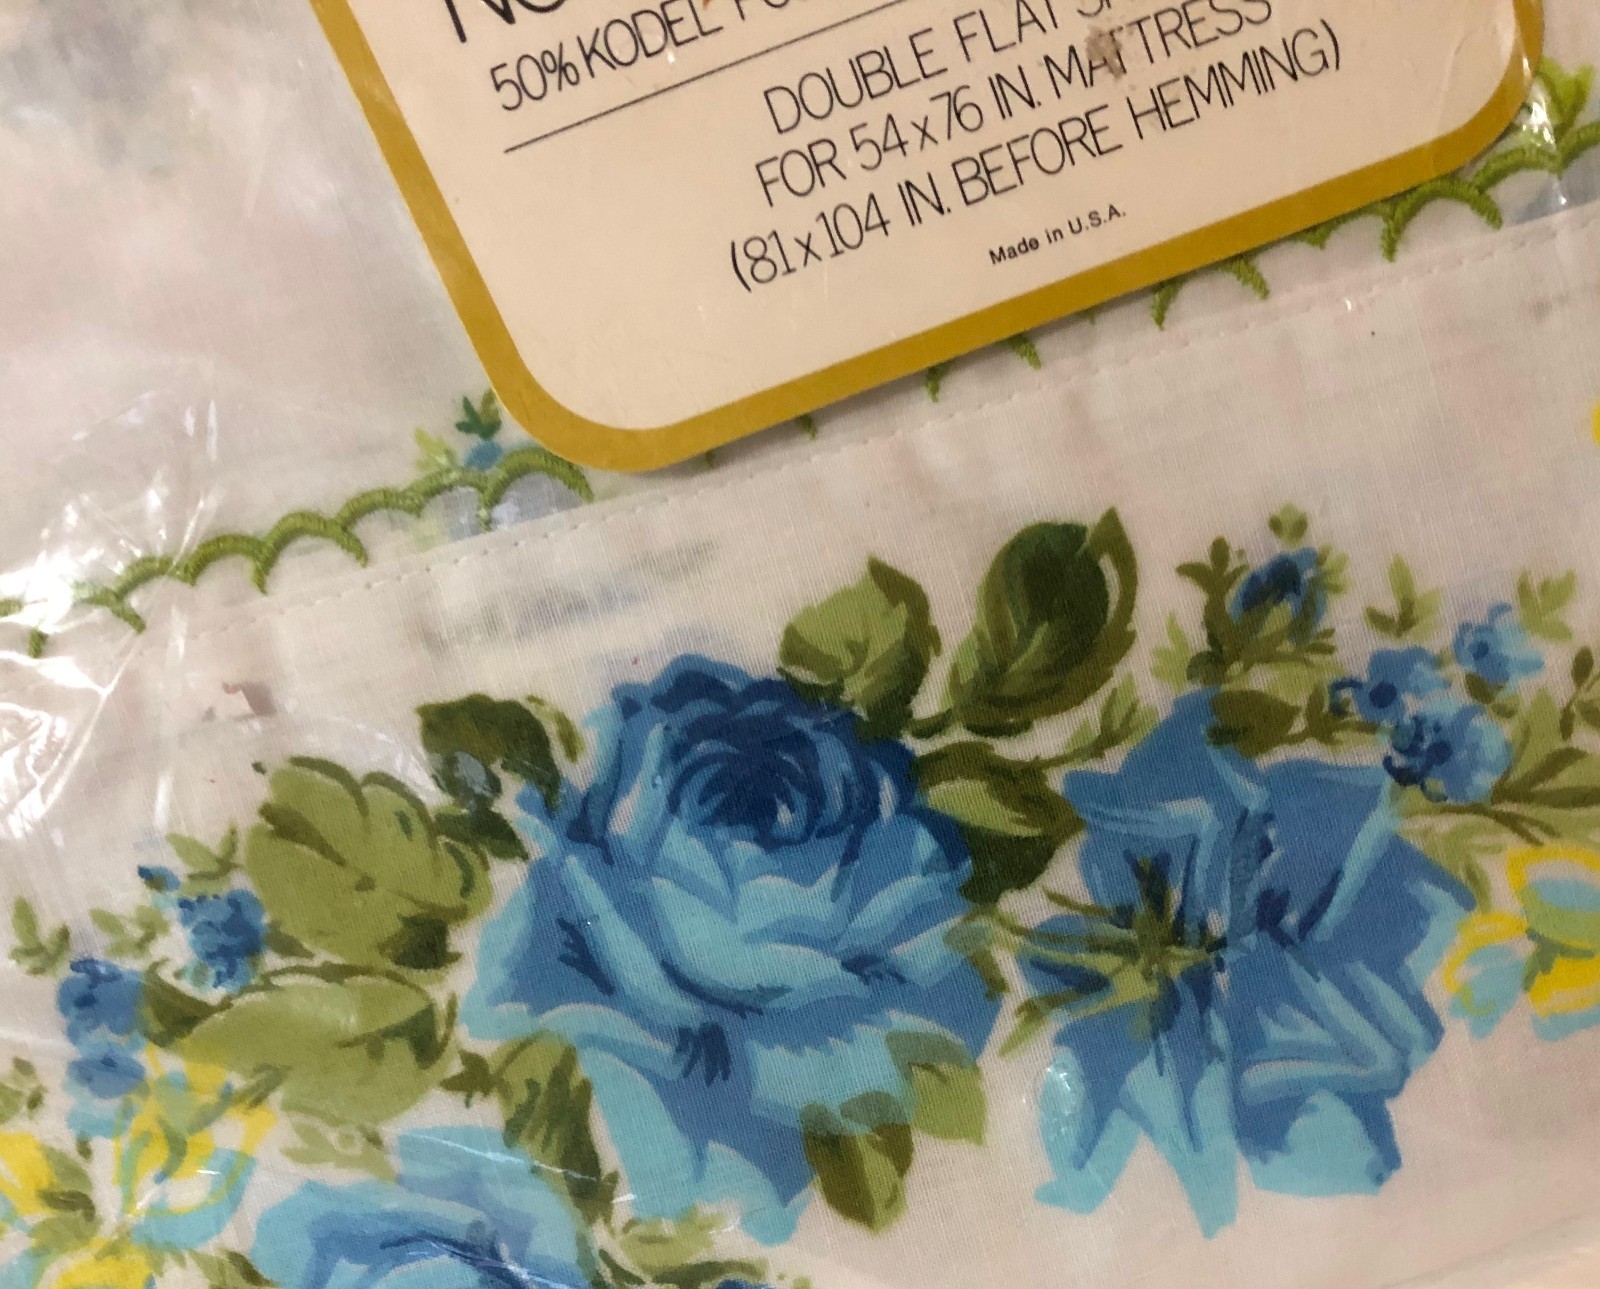 50% KODEL
DOUBLE FLAT
FOR 54x76 IN. MATTRESS
(81x104 IN. BEFORE HEMMING)
Made in U.S.A.